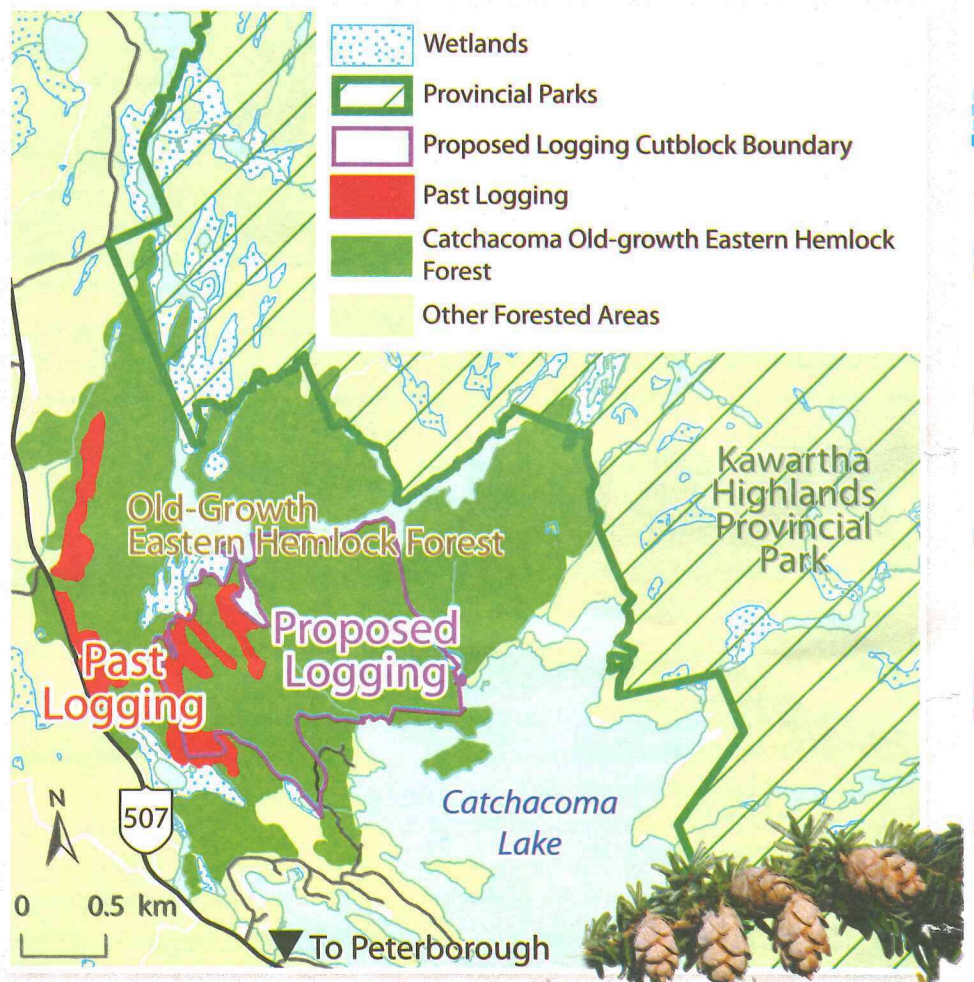 Wetlands
Provincial Parks
Proposed Logging Cutblock Boundary
Past Logging
Catchacoma Old-growth Eastern Hemlock
Forest
Other Forested Areas
Kawartha
Highlands
Provincial
Park
Old-Growth
Eastern Hemlock Forest
Proposed
Logging
Past
Logging
Catchacoma
Lake
N
507
0 0.5 km
To Peterborough